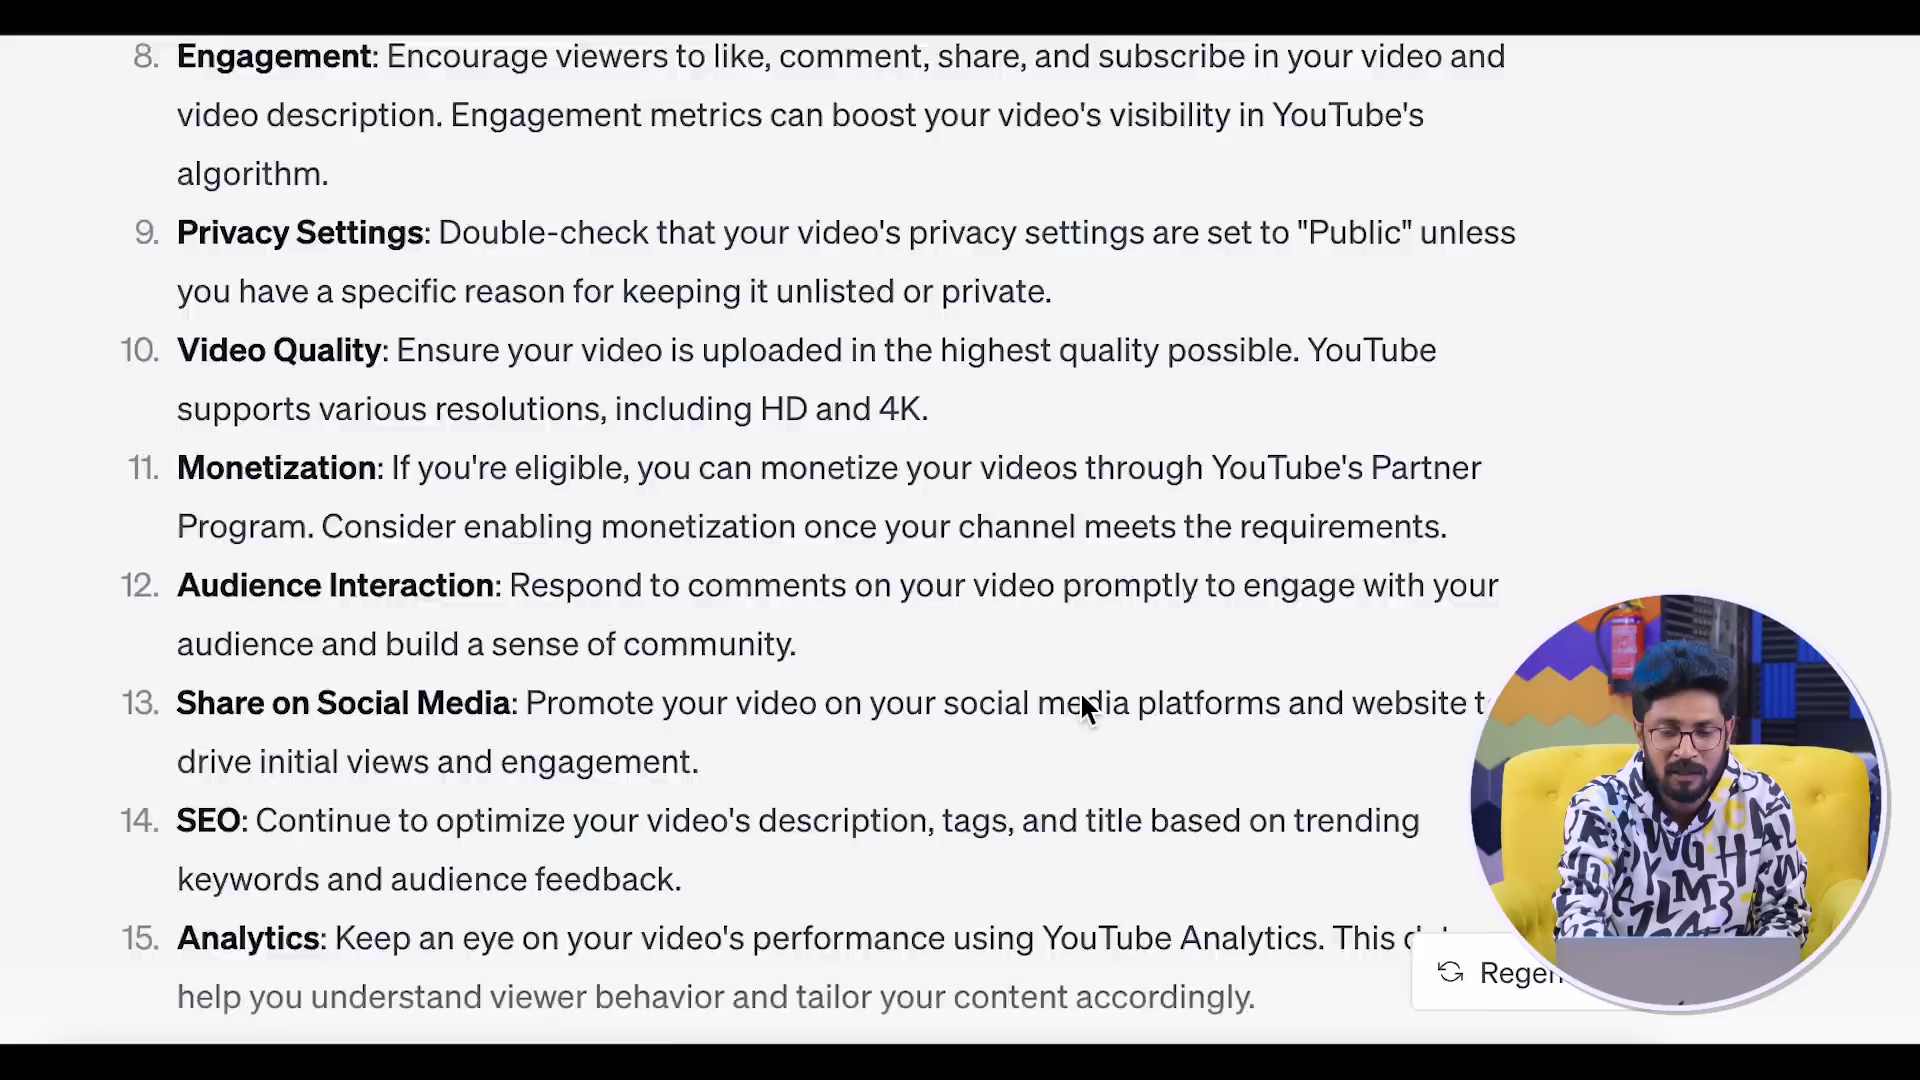 8. Engagement: Encourage viewers to like, comment, share, and subscribe in your video and
video description. Engagement metrics can boost your video's visibility in YouTube's
algorithm.
9. Privacy Settings: Double-check that your video's privacy settings are set to "Public" unless
you have a specific reason for keeping it unlisted or private.
10. Video Quality: Ensure your video is uploaded in the highest quality possible. YouTube
supports various resolutions, including HD and 4K.
11. Monetization: If you're eligible, you can monetize your videos through YouTube's Partner
Program. Consider enabling monetization once your channel meets the requirements.
12. Audience Interaction: Respond to comments on your video promptly to engage with your
audience and build a sense of community.
13. Share on Social Media: Promote your video on your social media platforms and website
drive initial views and engagement.
14. SEO: Continue to optimize your video's description, tags, and title based on trending
keywords and audience feedback.
15. Analytics: Keep an eye on your video's performance using YouTube Analytics. This
help you understand viewer behavior and tailor your content accordingly.